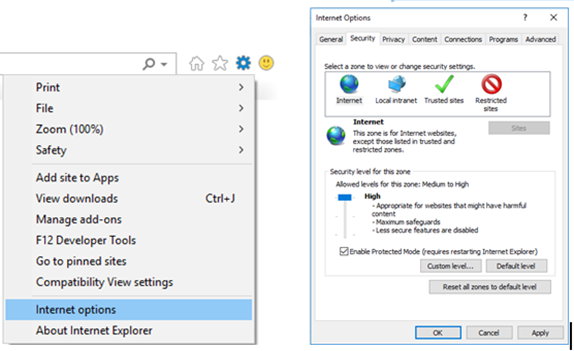 Print
File
Zoom (100%)
Safety
Add site to Apps
View downloads Ctrl+J
Manage add-ons
F12 Developer Tools
Go to pinned sites
Compatibility View settings
Internet options
About Internet Explorer
Internet Options
General Security Privacy Content Connections Programs Advanced
Select a zone to view or change security settings.
Internet Local intranet Trusted sites Restricted
sites
Internet
This zone is for Internet websites,
except those listed in trusted and
restricted zones.
Sites
Security level for this zone
Allowed levels for this zone: Medium to High
High
- Appropriate for websites that might have harmful
content
- Maximum safeguards
- Less secure features are disabled
Enable Protected Mode (requires restarting Internet Explorer)
Custom level... Default level
Reset all zones to default level
OK Cancel Apply